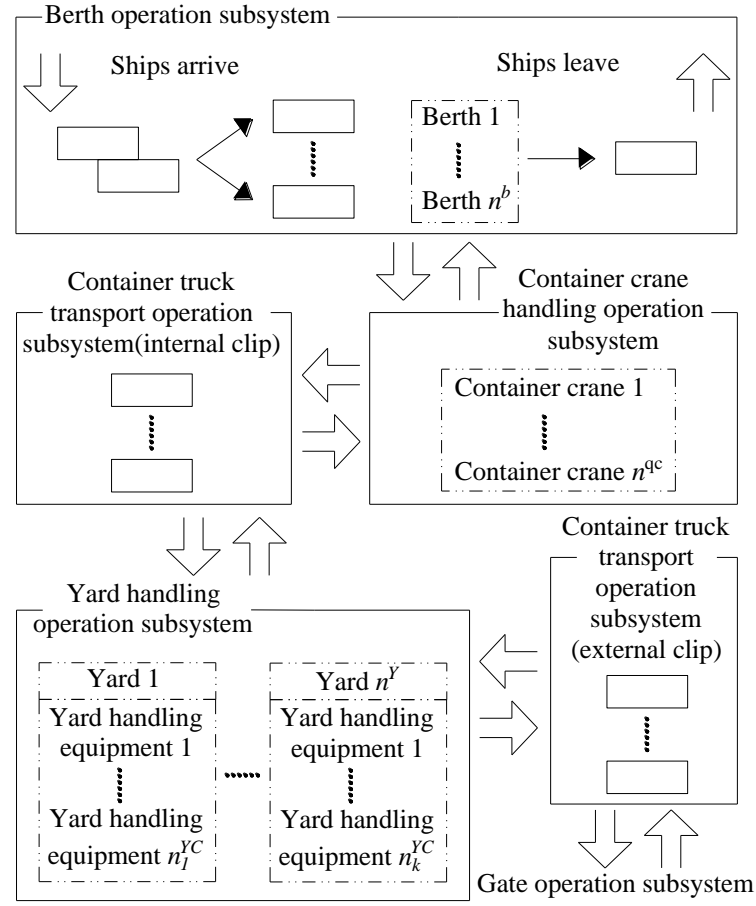 Berth operation subsystem
Ships arrive
Ships leave
Berth 1
Berth n^b
Container truck
transport operation
subsystem(internal clip)
Container crane
handling operation
subsystem
Container crane 1
Container crane n^qc
Container truck
transport
operation
subsystem
(external clip)
Yard handling
operation subsystem
Yard 1
Yard handling
equipment 1
Yard handling
equipment n_1^YC
Yard n^Y
Yard handling
equipment 1
Yard handling
equipment n_k^YC
Gate operation subsystem